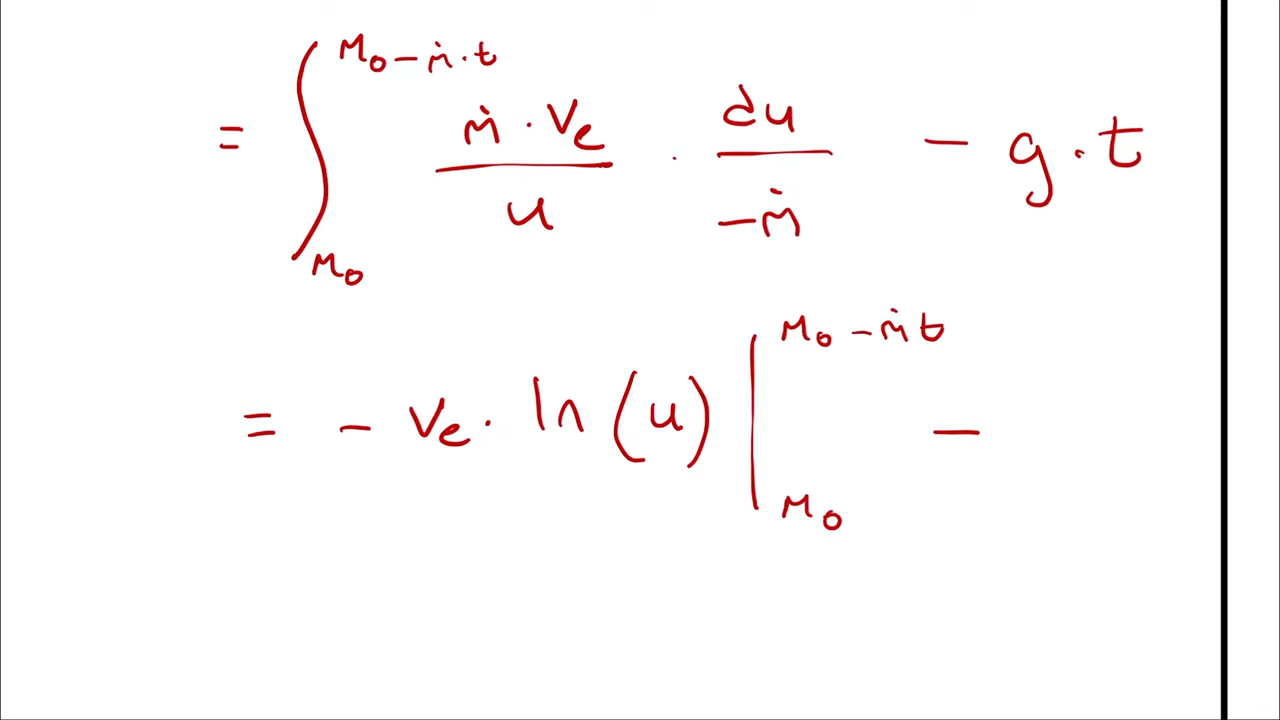 = ∫_{M₀}^{M₀ − ṁ · t} (ṁ · Vₑ)/u · du/(−ṁ) − g · t
= − Vₑ · ln(u) |_{M₀}^{M₀ − ṁt} −